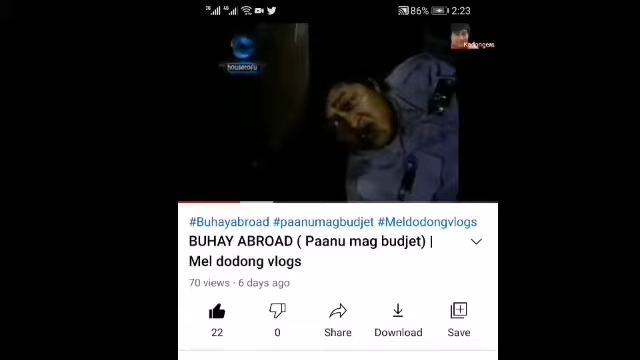 86% 2:23
Kadongews
#Buhayabroad #paanumagbudjet #Meldodongvlogs
BUHAY ABROAD ( Paanu mag budjet) |
Mel dodong vlogs
70 views · 6 days ago
22
0
Share
Download
Save